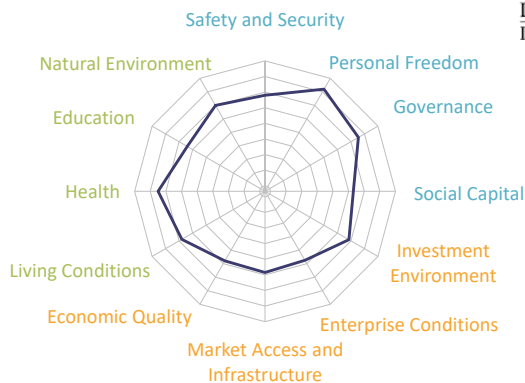 Safety and Security
Personal Freedom
Governance
Social Capital
Investment
Environment
Enterprise Conditions
Market Access and
Infrastructure
Economic Quality
Living Conditions
Health
Education
Natural Environment